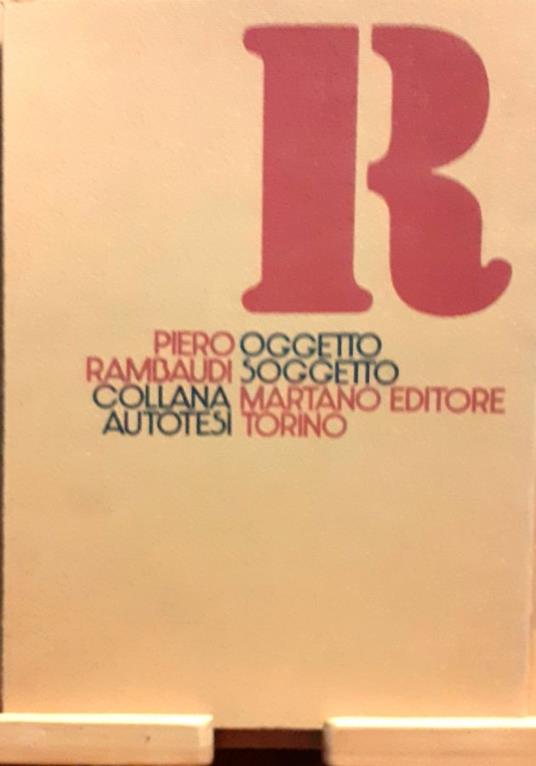 R
PIERO OGGETTO
RAMBAUDI SOGGETTO
COLLANA MARTANO EDITORE
AUTOTESI TORINO